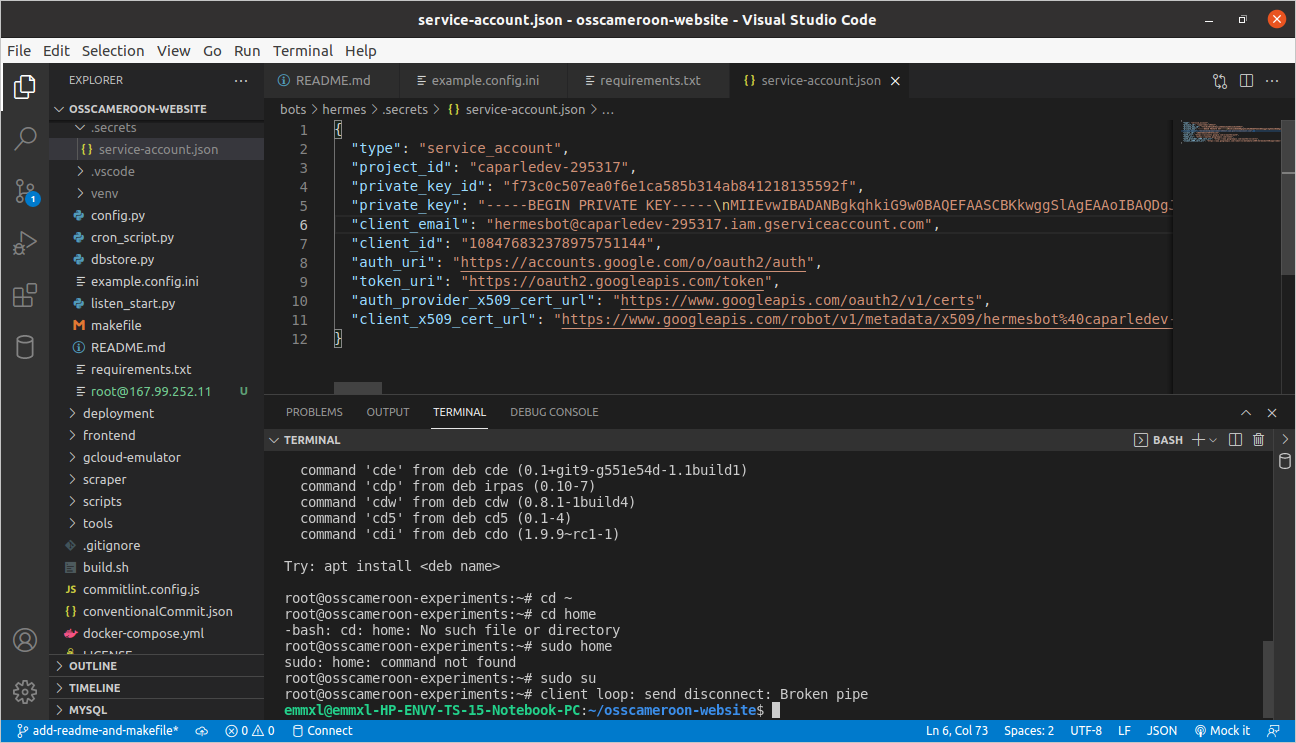 service-account.json - osscameroon-website - Visual Studio Code
File Edit Selection View Go Run Terminal Help
EXPLORER
OSSCAMEROON-WEBSITE
.secrets
{} service-account.json
.vscode
venv
config.py
cron_script.py
dbstore.py
example.config.ini
listen_start.py
makefile
README.md
requirements.txt
root@167.99.252.11 U
deployment
frontend
gcloud-emulator
scraper
scripts
tools
.gitignore
build.sh
JS commitlint.config.js
{} conventionalCommit.json
docker-compose.yml
LICENSE
OUTLINE
TIMELINE
MYSQL
1
README.md example.config.ini requirements.txt {} service-account.json
bots > hermes > .secrets > {} service-account.json > ...
1 {
2 "type": "service_account",
3 "project_id": "caparledev-295317",
4 "private_key_id": "f73c0c507ea0f6e1ca585b314ab841218135592f",
5 "private_key": "-----BEGIN PRIVATE KEY-----\nMIIEvwIBADANBgkqhkiG9w0BAQEFAASCBKkwggSlAgEAAoIBAQDgJ
6 "client_email": "hermesbot@caparledev-295317.iam.gserviceaccount.com",
7 "client_id": "108476832378975751144",
8 "auth_uri": "https://accounts.google.com/o/oauth2/auth",
9 "token_uri": "https://oauth2.googleapis.com/token",
10 "auth_provider_x509_cert_url": "https://www.googleapis.com/oauth2/v1/certs",
11 "client_x509_cert_url": "https://www.googleapis.com/robot/v1/metadata/x509/hermesbot%40caparledev-
12 }
PROBLEMS OUTPUT TERMINAL DEBUG CONSOLE
TERMINAL BASH
command 'cde' from deb cde (0.1+git9-g551e54d-1.1build1)
command 'cdp' from deb irpas (0.10-7)
command 'cdw' from deb cdw (0.8.1-1build4)
command 'cd5' from deb cd5 (0.1-4)
command 'cdi' from deb cdo (1.9.9~rc1-1)
Try: apt install <deb name>
root@osscameroon-experiments:~# cd ~
root@osscameroon-experiments:~# cd home
-bash: cd: home: No such file or directory
root@osscameroon-experiments:~# sudo home
sudo: home: command not found
root@osscameroon-experiments:~# sudo su
root@osscameroon-experiments:~# client loop: send disconnect: Broken pipe
emmxl@emmxl-HP-ENVY-TS-15-Notebook-PC:~/osscameroon-website$
add-readme-and-makefile* 0 0 Connect Ln 6, Col 73 Spaces: 2 UTF-8 LF JSON Mock it